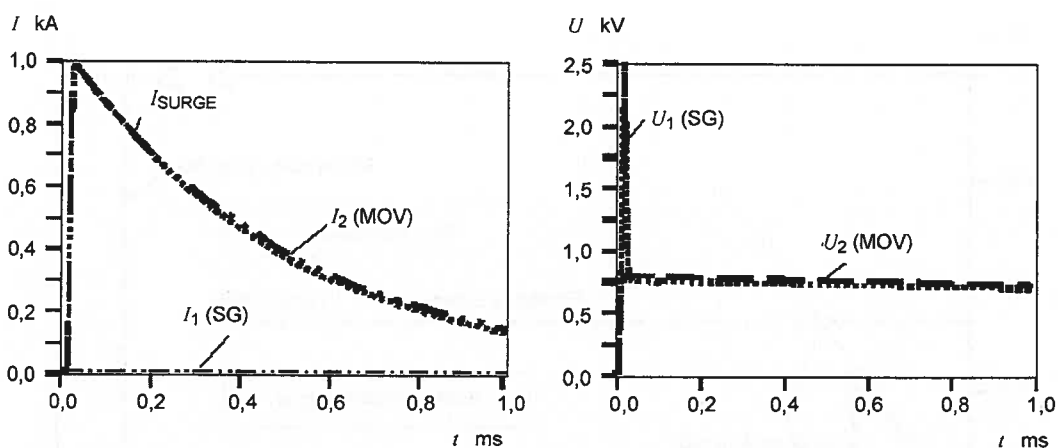 I kA
1,0
0,8
0,6
0,4
0,2
0,0
I SURGE
I2 (MOV)
I1 (SG)
0,0 0,2 0,4 0,6 0,8 1,0
t ms
U kV
2,5
2,0
1,5
1,0
0,5
0,0
U1 (SG)
U2 (MOV)
0,0 0,2 0,4 0,6 0,8 1,0
t ms